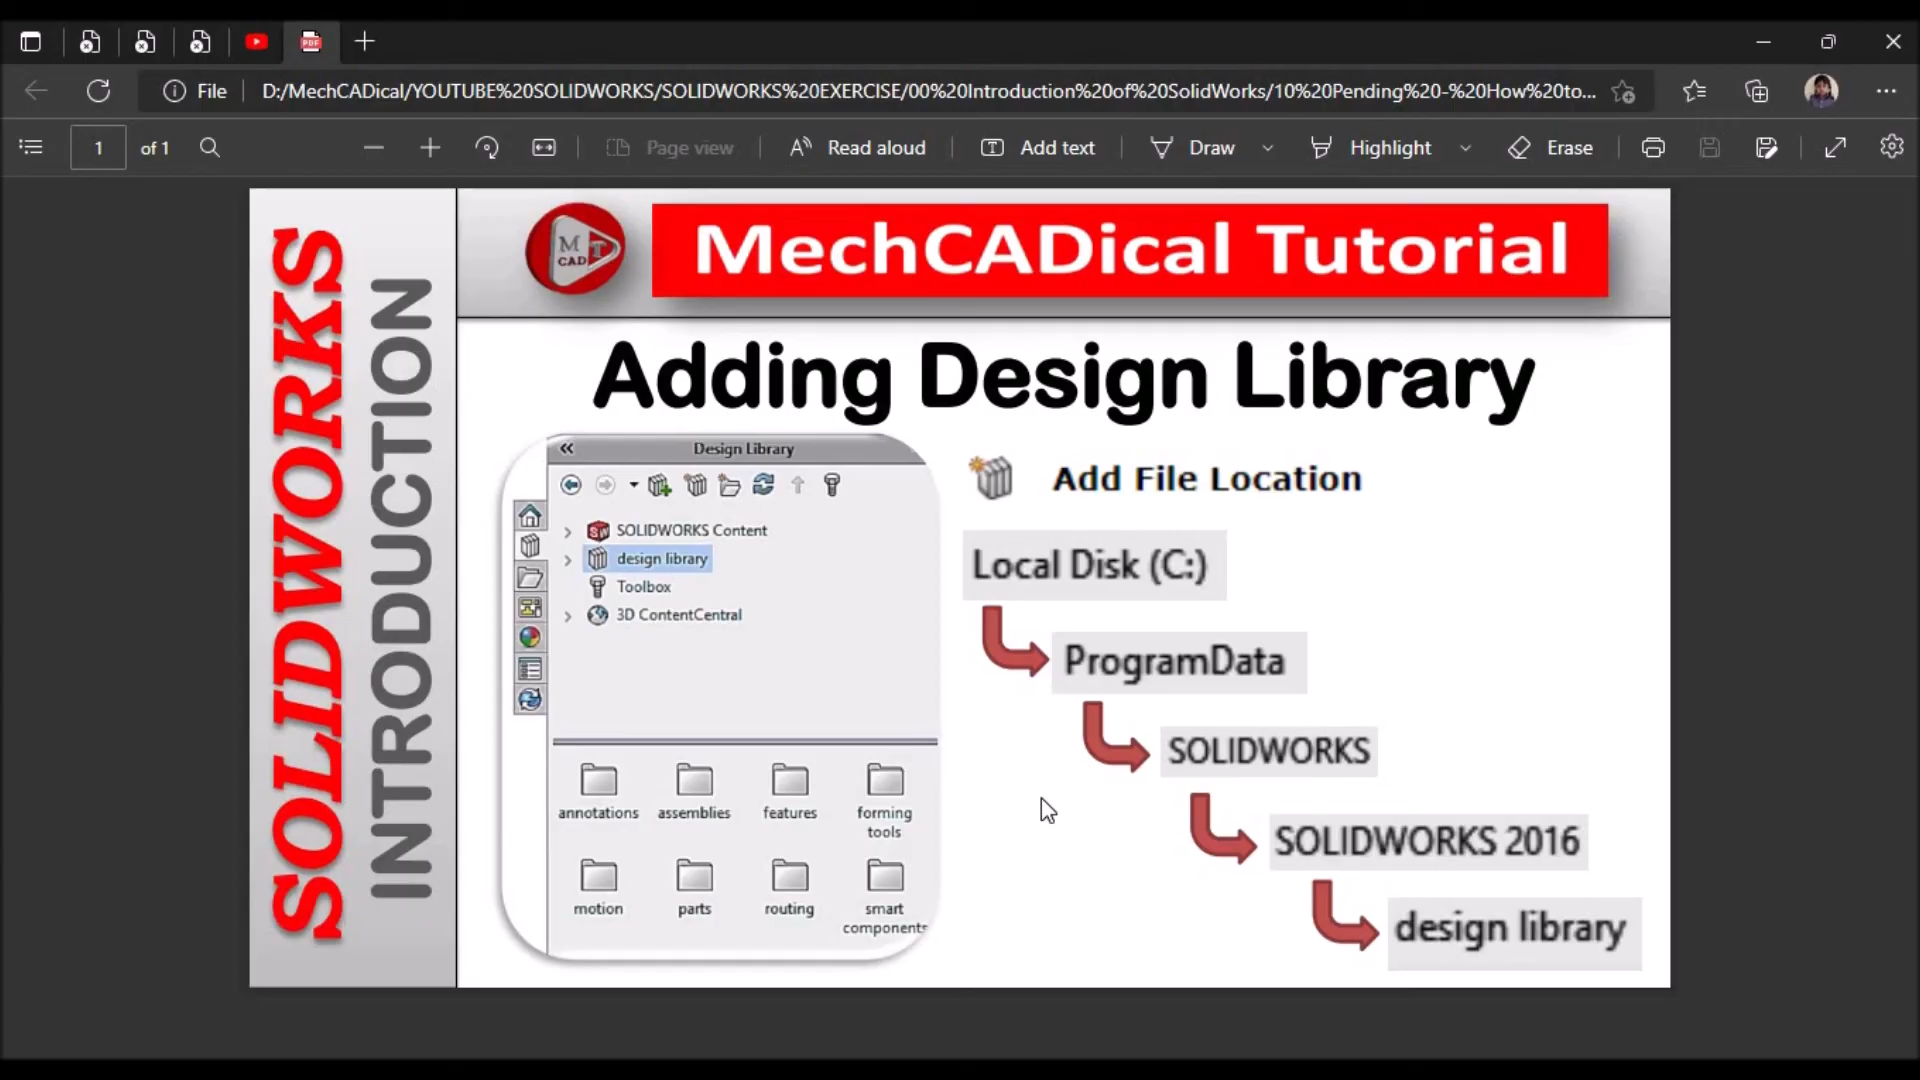 PDF
File
D:/MechCADical/YOUTUBE%20SOLIDWORKS/SOLIDWORKS%20EXERCISE/00%20Introduction%20of%20SolidWorks/10%20Pending%20-%20How%20to...
1 of 1
Page view
Read aloud
Add text
Draw
Highlight
Erase
SOLIDWORKS
INTRODUCTION
M T
CAD
MechCADical Tutorial
Adding Design Library
Design Library
SOLIDWORKS Content
design library
Toolbox
3D ContentCentral
annotations
assemblies
features
forming
tools
motion
parts
routing
smart
components
Add File Location
Local Disk (C:)
ProgramData
SOLIDWORKS
SOLIDWORKS 2016
design library